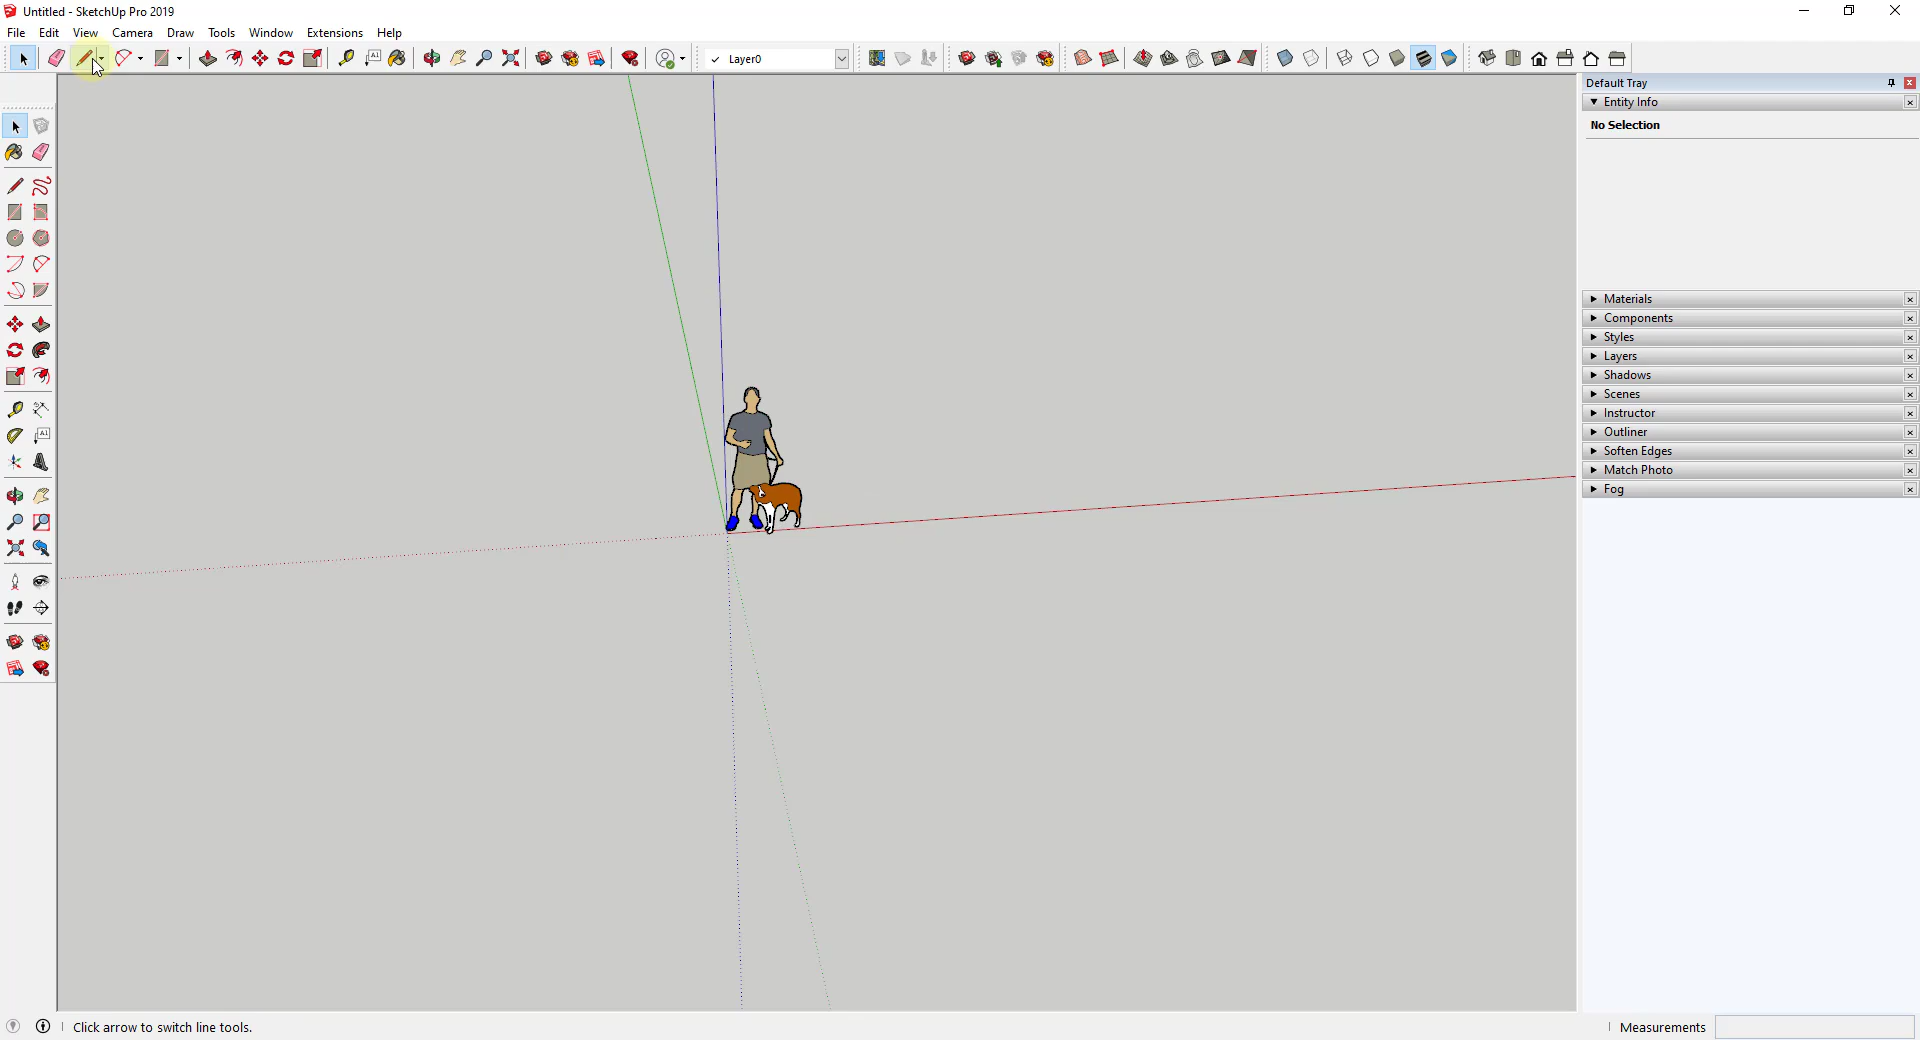 Untitled - SketchUp Pro 2019
File Edit View Camera Draw Tools Window Extensions Help
Layer0
Default Tray
Entity Info
No Selection
Materials
Components
Styles
Layers
Shadows
Scenes
Instructor
Outliner
Soften Edges
Match Photo
Fog
Click arrow to switch line tools.
Measurements